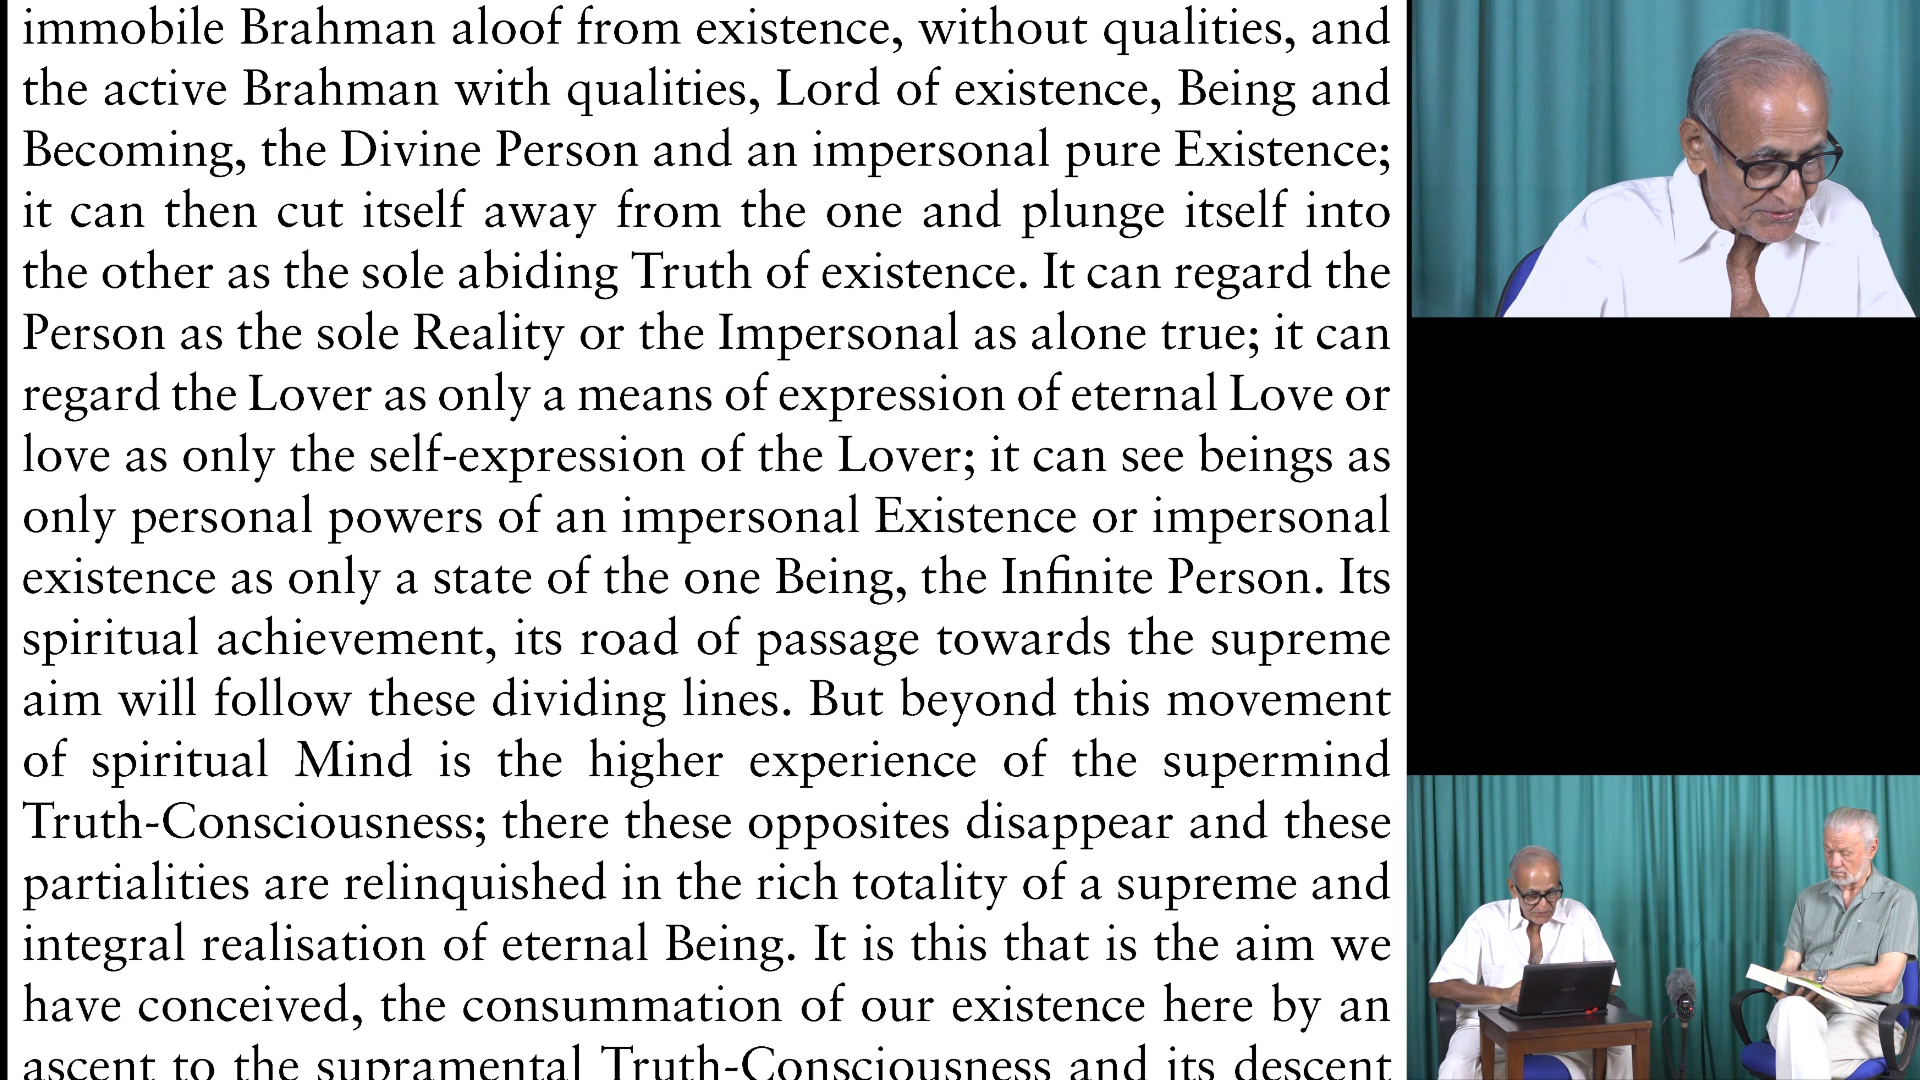 immobile Brahman aloof from existence, without qualities, and
the active Brahman with qualities, Lord of existence, Being and
Becoming, the Divine Person and an impersonal pure Existence;
it can then cut itself away from the one and plunge itself into
the other as the sole abiding Truth of existence. It can regard the
Person as the sole Reality or the Impersonal as alone true; it can
regard the Lover as only a means of expression of eternal Love or
love as only the self-expression of the Lover; it can see beings as
only personal powers of an impersonal Existence or impersonal
existence as only a state of the one Being, the Infinite Person. Its
spiritual achievement, its road of passage towards the supreme
aim will follow these dividing lines. But beyond this movement
of spiritual Mind is the higher experience of the supermind
Truth-Consciousness; there these opposites disappear and these
partialities are relinquished in the rich totality of a supreme and
integral realisation of eternal Being. It is this that is the aim we
have conceived, the consummation of our existence here by an
ascent to the supramental Truth-Consciousness and its descent